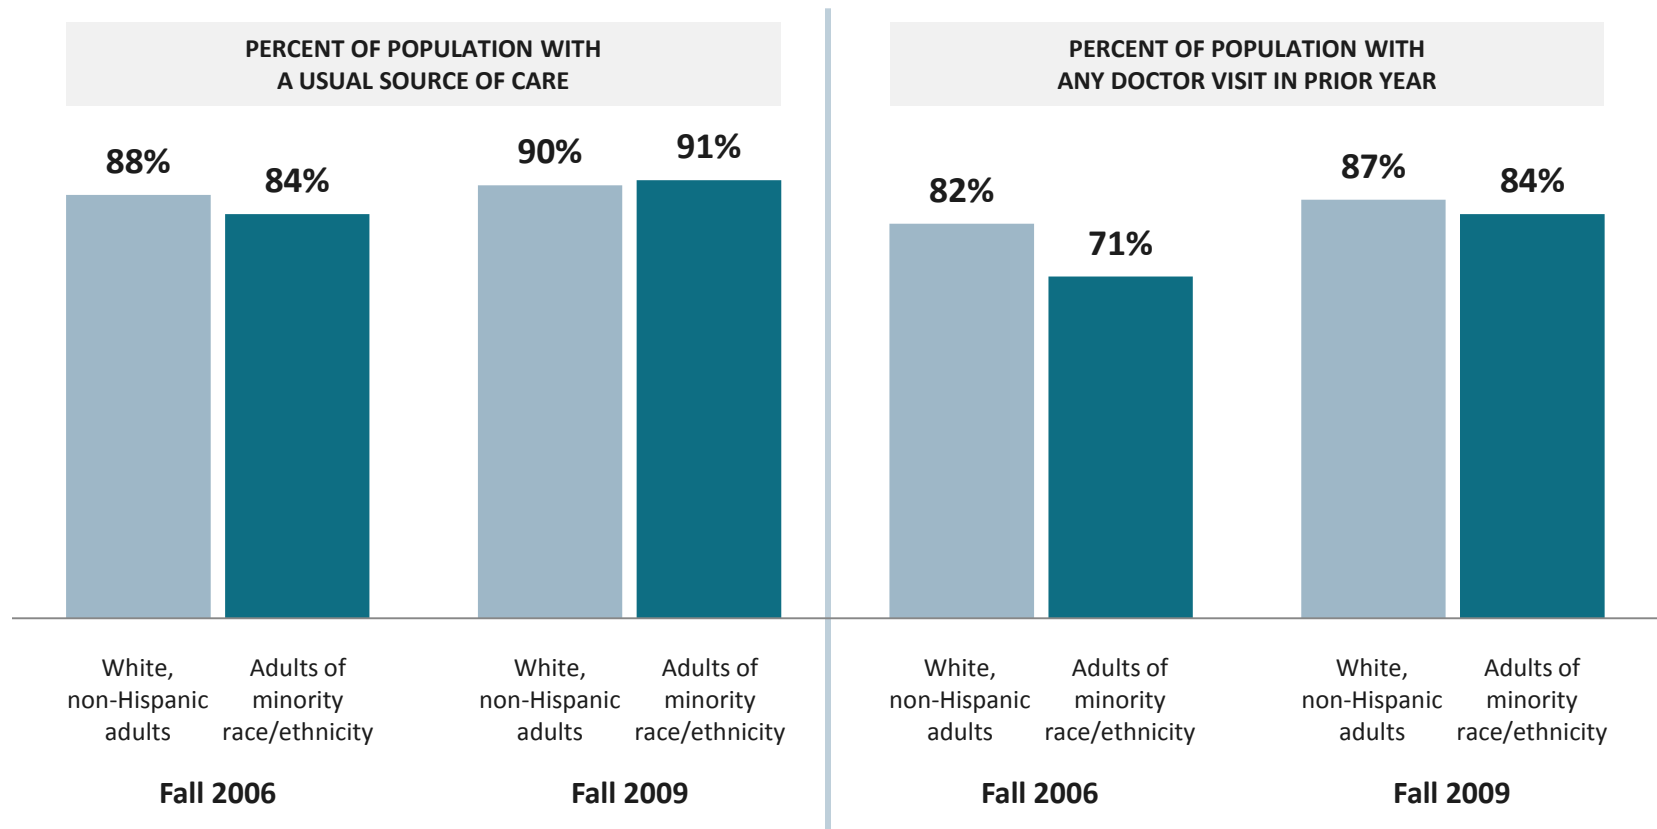 PERCENT OF POPULATION WITH
A USUAL SOURCE OF CARE
88%
84%
90%
91%
White,
non-Hispanic
adults
Adults of
minority
race/ethnicity
White,
non-Hispanic
adults
Adults of
minority
race/ethnicity
Fall 2006
Fall 2009
PERCENT OF POPULATION WITH
ANY DOCTOR VISIT IN PRIOR YEAR
82%
71%
87%
84%
White,
non-Hispanic
adults
Adults of
minority
race/ethnicity
White,
non-Hispanic
adults
Adults of
minority
race/ethnicity
Fall 2006
Fall 2009